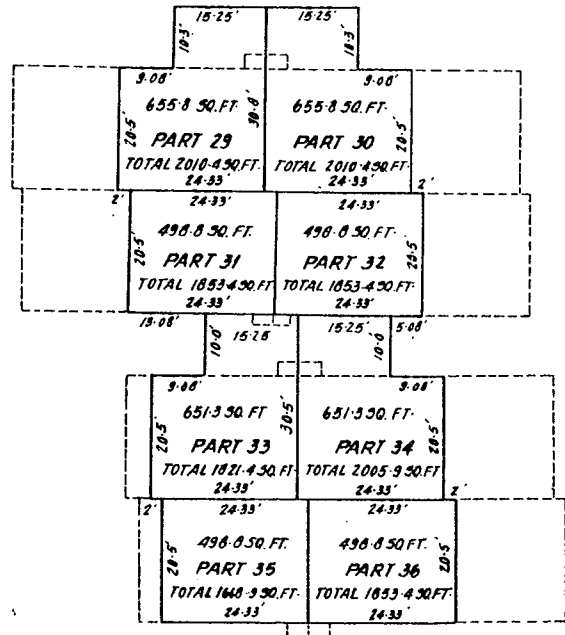 15.25'
10.3'
10.3'
9.08'
9.08'
655.8 SQ.FT.
30.8'
655.8 SQ.FT.
20.5'
20.5'
PART 29
PART 30
TOTAL 2010.4 SQ.FT.
TOTAL 2010.4 SQ.FT.
24.33'
24.33'
2'
2'
24.33'
24.33'
498.8 SQ.FT.
498.8 SQ.FT.
20.5'
PART 31
PART 32
TOTAL 1853.4 SQ.FT
TOTAL 1853.4 SQ.FT.
24.33'
24.33'
13.08'
10.0'
15.25'
15.25'
10.0'
5.08'
9.08'
9.08'
651.3 SQ.FT
30.5'
651.3 SQ.FT.
20.5'
20.5'
PART 33
PART 34
TOTAL 1821.4 SQ.FT.
TOTAL 2005.9 SQ.FT.
24.33'
24.33'
2'
2'
24.33'
24.33'
498.8 SQ.FT.
498.8 SQ.FT.
20.5'
20.5'
PART 35
PART 36
TOTAL 1668.9 SQ.FT.
TOTAL 1853.4 SQ.FT.
24.33'
24.33'